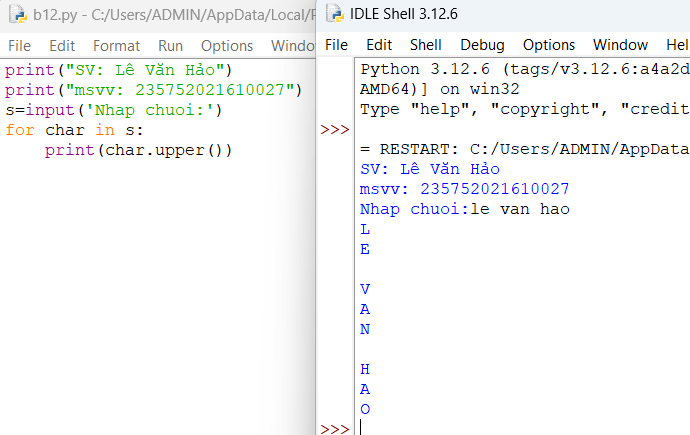 b12.py - C:/Users/ADMIN/AppData/Local/
File Edit Format Run Options Window
print("SV: Lê Văn Hảo")
print("msvv: 235752021610027")
s=input('Nhap chuoi:')
for char in s:
    print(char.upper())
IDLE Shell 3.12.6
File Edit Shell Debug Options Window
Python 3.12.6 (tags/v3.12.6:a4a2d
AMD64)] on win32
Type "help", "copyright", "credit
>>>
= RESTART: C:/Users/ADMIN/AppData
SV: Lê Văn Hảo
msvv: 235752021610027
Nhap chuoi:le van hao
L
E
V
A
N
H
A
O
>>>